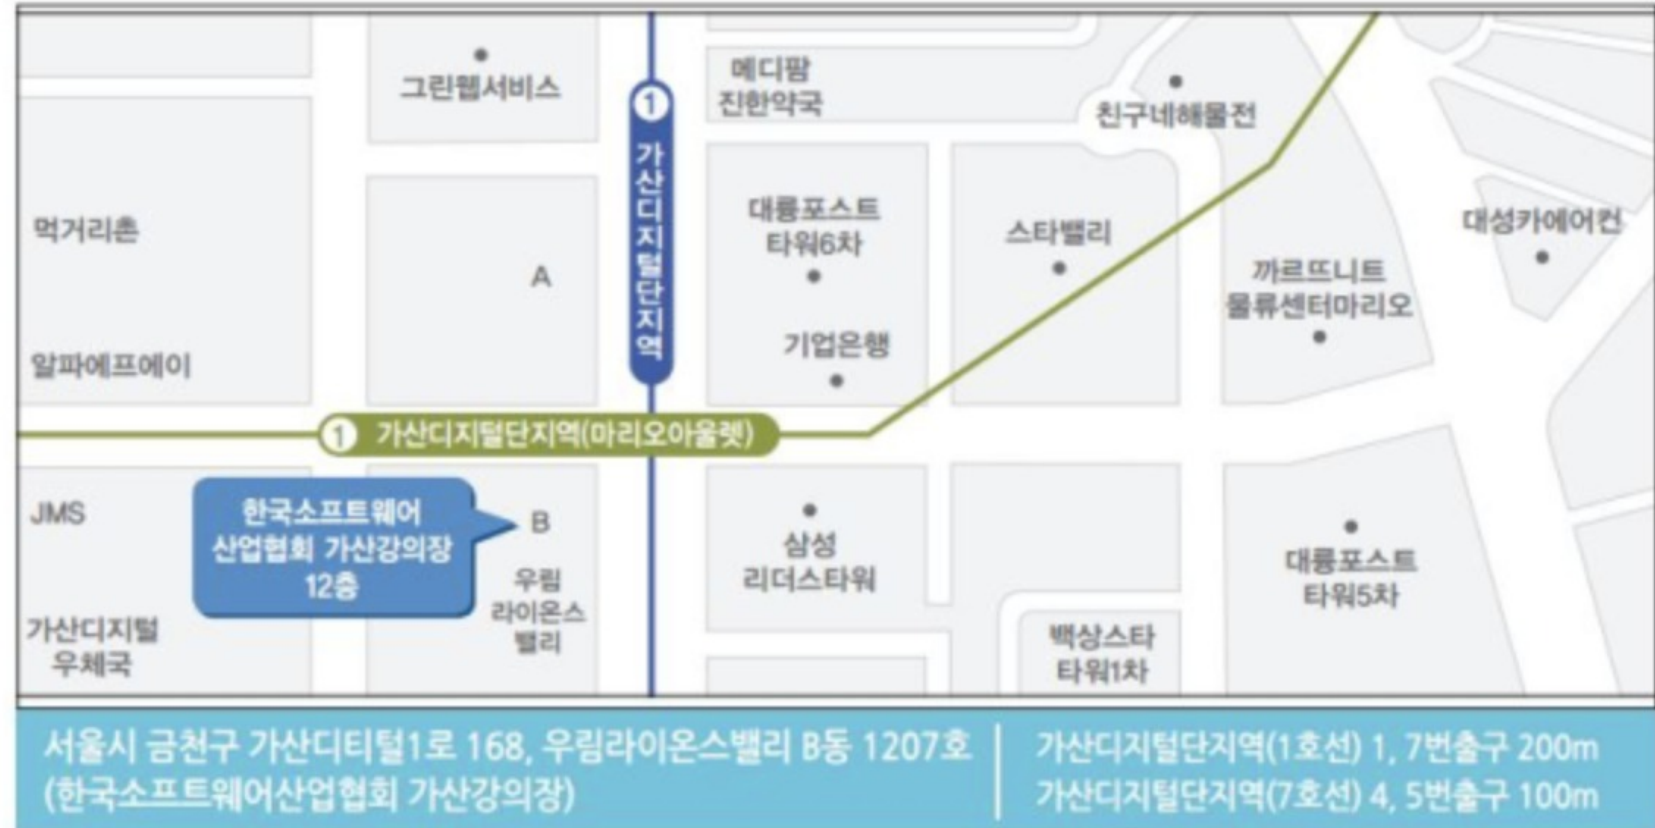 그린웹서비스
메디팜
진한약국
친구네해물전
1
가산디지털단지역
먹거리촌
A
대륭포스트
타워6차
스타밸리
대성카에어컨
까르뜨니트
물류센터마리오
알파에프에이
기업은행
1 가산디지털단지역(마리오아울렛)
JMS
한국소프트웨어
산업협회 가산강의장
12층
B
우림
라이온스
밸리
삼성
리더스타워
대륭포스트
타워5차
가산디지털
우체국
백상스타
타워1차
서울시 금천구 가산디티털1로 168, 우림라이온스밸리 B동 1207호
(한국소프트웨어산업협회 가산강의장)
가산디지털단지역(1호선) 1, 7번출구 200m
가산디지털단지역(7호선) 4, 5번출구 100m